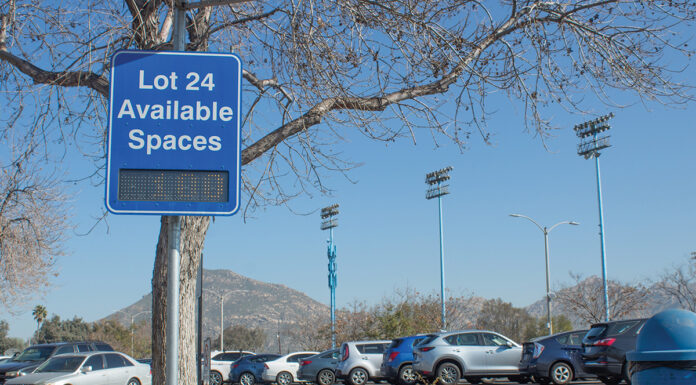 Lot 24
Available
Spaces